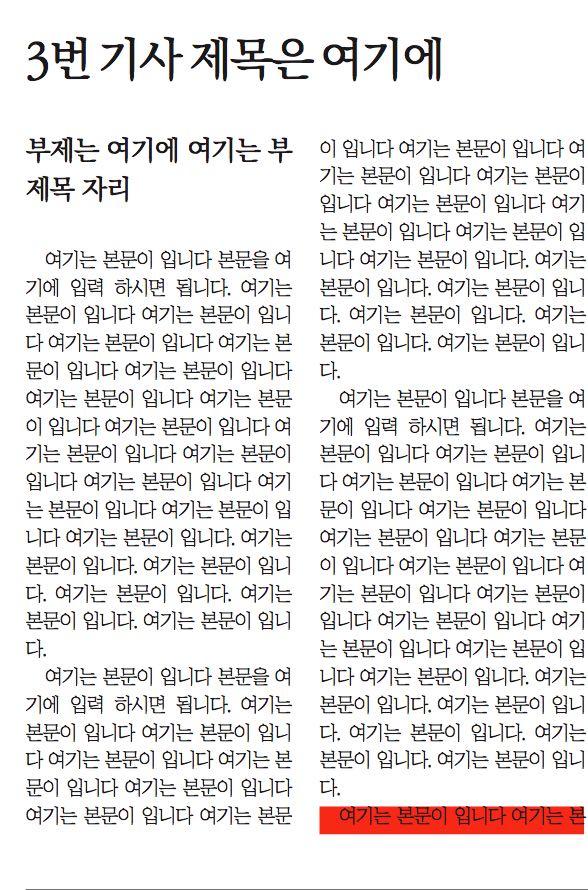 3번 기사 제목은 여기에
부제는 여기에 여기는 부
제목 자리
여기는 본문이 입니다 본문을 여
기에 입력 하시면 됩니다. 여기는
본문이 입니다 여기는 본문이 입니
다 여기는 본문이 입니다 여기는 본
문이 입니다 여기는 본문이 입니다
여기는 본문이 입니다 여기는 본문
이 입니다 여기는 본문이 입니다 여
기는 본문이 입니다 여기는 본문이
입니다 여기는 본문이 입니다 여기
는 본문이 입니다 여기는 본문이 입
니다 여기는 본문이 입니다. 여기는
본문이 입니다. 여기는 본문이 입니
다. 여기는 본문이 입니다. 여기는
본문이 입니다. 여기는 본문이 입니
다.
여기는 본문이 입니다 본문을 여
기에 입력 하시면 됩니다. 여기는
본문이 입니다 여기는 본문이 입니
다 여기는 본문이 입니다 여기는 본
문이 입니다 여기는 본문이 입니다
여기는 본문이 입니다 여기는 본문
이 입니다 여기는 본문이 입니다 여
기는 본문이 입니다 여기는 본문이
입니다 여기는 본문이 입니다 여기
는 본문이 입니다 여기는 본문이 입
니다 여기는 본문이 입니다. 여기는
본문이 입니다. 여기는 본문이 입니
다. 여기는 본문이 입니다. 여기는
본문이 입니다. 여기는 본문이 입니
다.
여기는 본문이 입니다 본문을 여
기에 입력 하시면 됩니다. 여기는
본문이 입니다 여기는 본문이 입니
다 여기는 본문이 입니다 여기는 본
문이 입니다 여기는 본문이 입니다
여기는 본문이 입니다 여기는 본문
이 입니다 여기는 본문이 입니다 여
기는 본문이 입니다 여기는 본문이
입니다 여기는 본문이 입니다 여기
는 본문이 입니다 여기는 본문이 입
니다 여기는 본문이 입니다. 여기는
본문이 입니다. 여기는 본문이 입니
다. 여기는 본문이 입니다. 여기는
본문이 입니다. 여기는 본문이 입니
다.
여기는 본문이 입니다 여기는 본